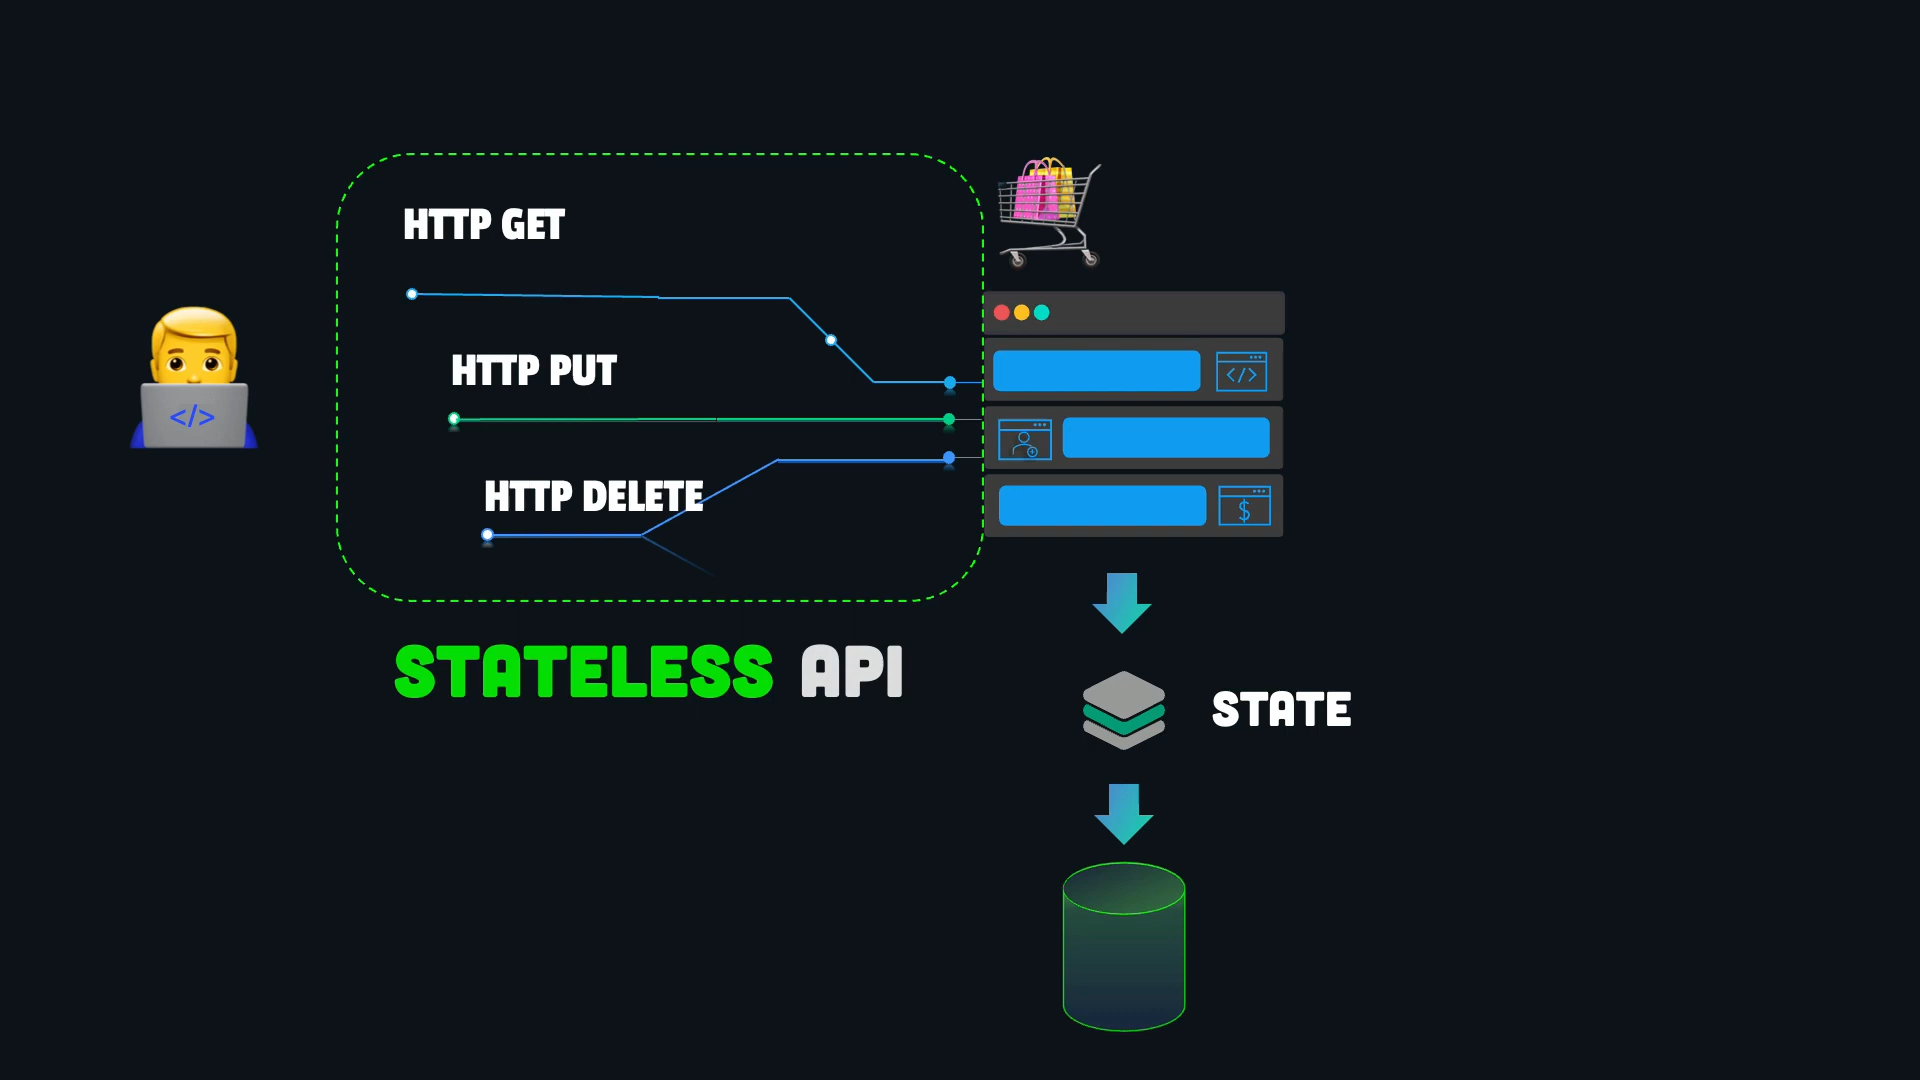 HTTP GET
HTTP PUT
</>
</>
HTTP DELETE
$
STATELESS API
STATE